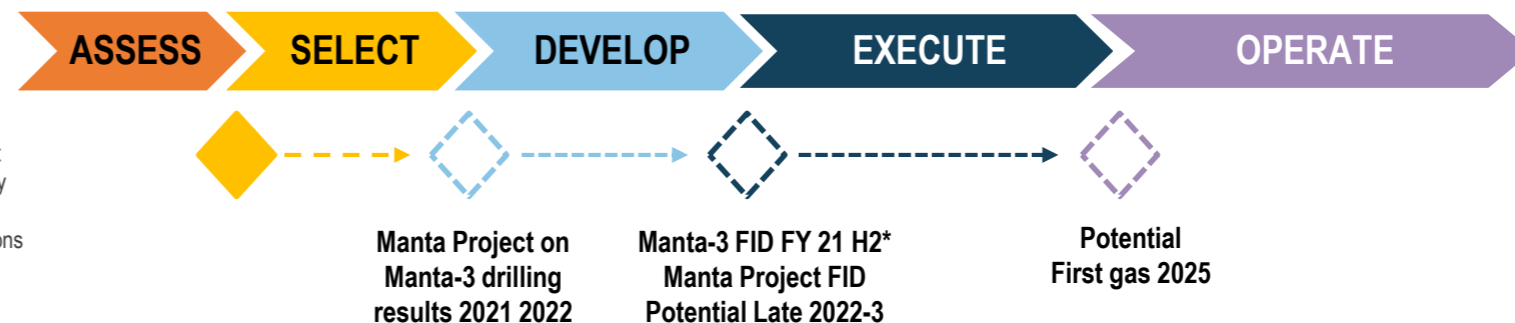 ASSESS SELECT DEVELOP EXECUTE OPERATE
Manta Project on
Manta-3 drilling
results 2021 2022
Manta-3 FID FY 21 H2*
Manta Project FID
Potential Late 2022-3
Potential
First gas 2025